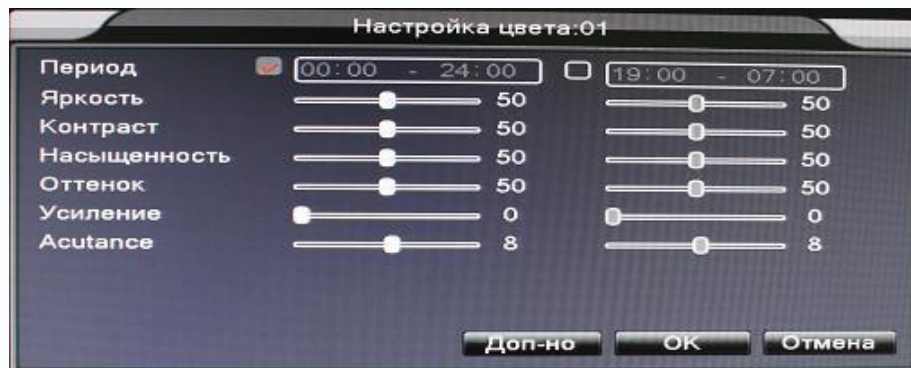 Настройка цвета:01
Период 00:00 - 24:00 19:00 - 07:00
Яркость 50 50
Контраст 50 50
Насыщенность 50 50
Оттенок 50 50
Усиление 0 0
Acutance 8 8
Доп-но OK Отмена